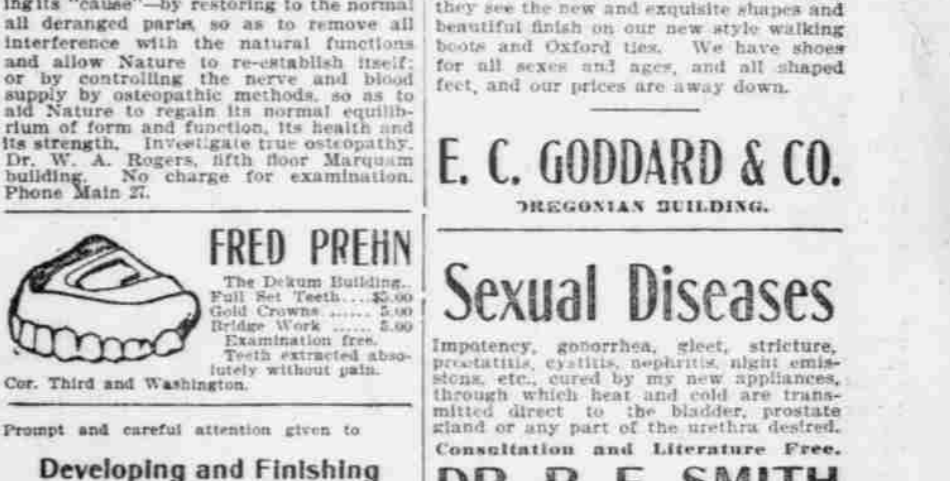 ing its "cause"—by restoring to the normal
all deranged parts, so as to remove all
interference with the natural functions
and allow Nature to re-establish itself;
or by controlling the nerve and blood
supply by osteopathic methods, so as to
aid Nature to regain its normal equilib-
rium of form and function, its health and
its strength. Investigate true osteopathy.
Dr. W. A. Rogers, fifth floor Marquam
building. No charge for examination.
Phone Main 27.
FRED PREHN
The Dekum Building.
Full Set Teeth....$5.00
Gold Crowns ...... 5.00
Bridge Work ...... 5.00
Examination free.
Teeth extracted abso-
lutely without pain.
Cor. Third and Washington.
Prompt and careful attention given to
Developing and Finishing
they see the new and exquisite shapes and
beautiful finish on our new style walking
boots and Oxford ties. We have shoes
for all sexes and ages, and all shaped
feet, and our prices are away down.
E. C. GODDARD & CO.
OREGONIAN BUILDING.
Sexual Diseases
Impotency, gonorrhea, gleet, stricture,
prostatitis, cystitis, nephritis, night emis-
sions, etc., cured by my new appliances,
through which heat and cold are trans-
mitted direct to the bladder, prostate
gland or any part of the urethra desired.
Consultation and Literature Free.
DR. R. E. SMITH